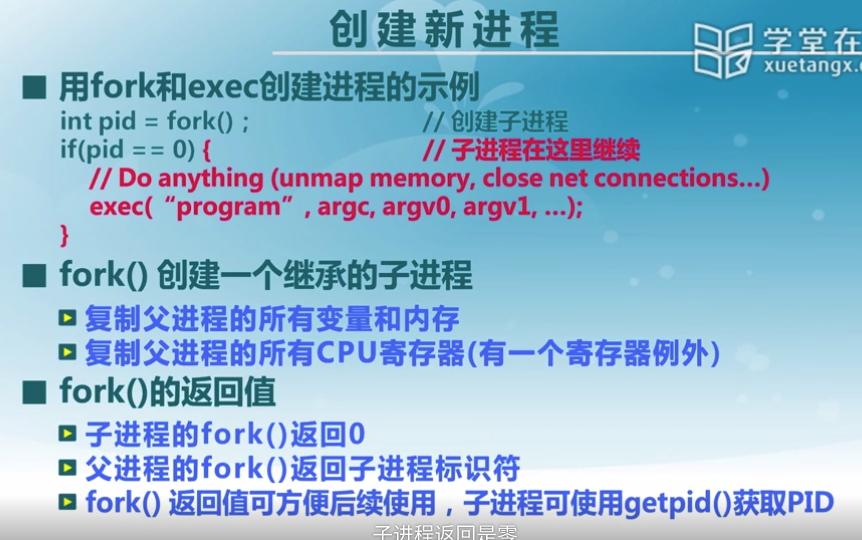 创建新进程
学堂在
xuetangx.
用fork和exec创建进程的示例
int pid = fork() ; // 创建子进程
if(pid == 0) { // 子进程在这里继续
// Do anything (unmap memory, close net connections...)
exec( “program” , argc, argv0, argv1, ...);
}
fork() 创建一个继承的子进程
复制父进程的所有变量和内存
复制父进程的所有CPU寄存器(有一个寄存器例外)
fork()的返回值
子进程的fork()返回0
父进程的fork()返回子进程标识符
fork() 返回值可方便后续使用，子进程可使用getpid()获取PID
子进程返回是零